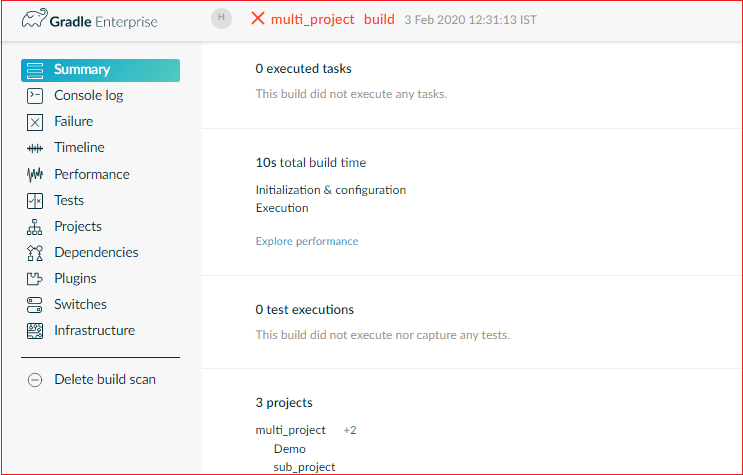 Gradle Enterprise
H
multi_project build 3 Feb 2020 12:31:13 IST
Summary
Console log
Failure
Timeline
Performance
Tests
Projects
Dependencies
Plugins
Switches
Infrastructure
Delete build scan
0 executed tasks
This build did not execute any tasks.
10s total build time
Initialization & configuration
Execution
Explore performance
0 test executions
This build did not execute nor capture any tests.
3 projects
multi_project +2
Demo
sub_project